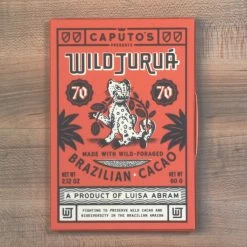 CAPUTO'S
PRESENTS
WILD JURUÁ
70 70
MADE WITH WILD-FORAGED
BRAZILIAN • CACAO
NET WT
2.12 OZ
NET WT
60 G
A PRODUCT OF LUISA ABRAM
FIGHTING TO PRESERVE WILD CACAO AND
BIODIVERSITY IN THE BRAZILIAN AMAZON